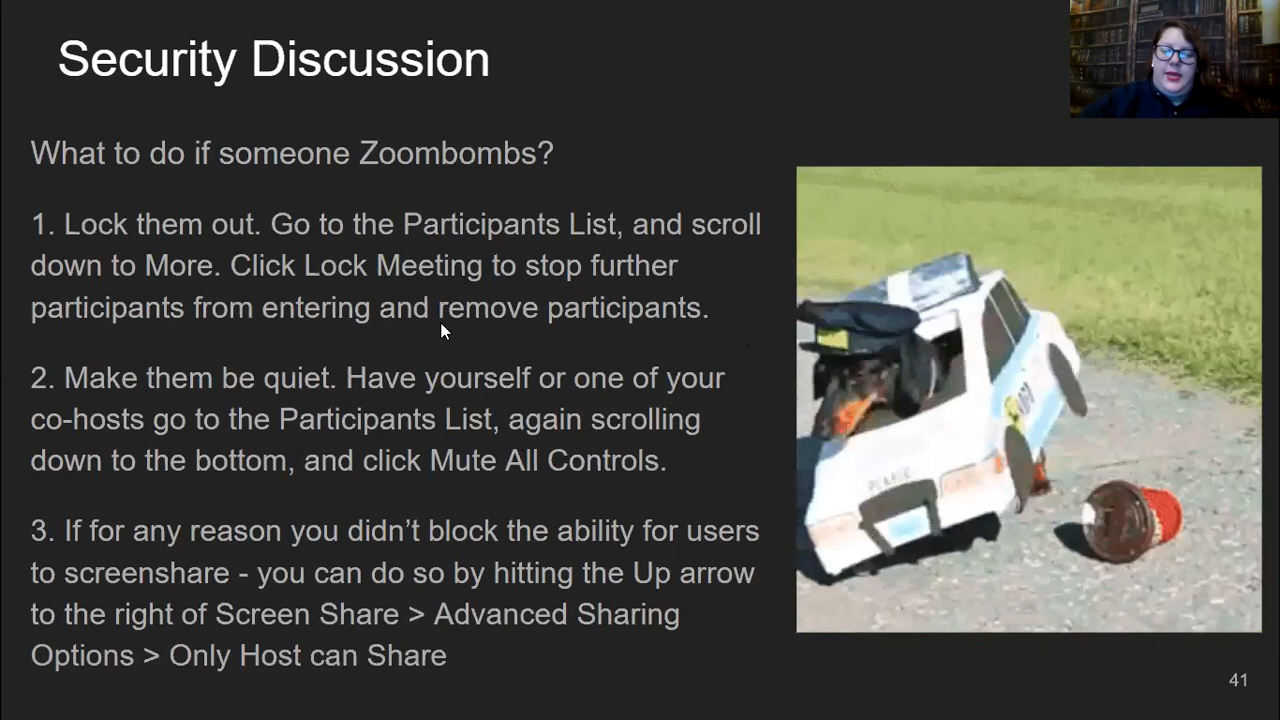 Security Discussion
What to do if someone Zoombombs?
1. Lock them out. Go to the Participants List, and scroll
down to More. Click Lock Meeting to stop further
participants from entering and remove participants.
2. Make them be quiet. Have yourself or one of your
co-hosts go to the Participants List, again scrolling
down to the bottom, and click Mute All Controls.
3. If for any reason you didn’t block the ability for users
to screenshare - you can do so by hitting the Up arrow
to the right of Screen Share > Advanced Sharing
Options > Only Host can Share
41